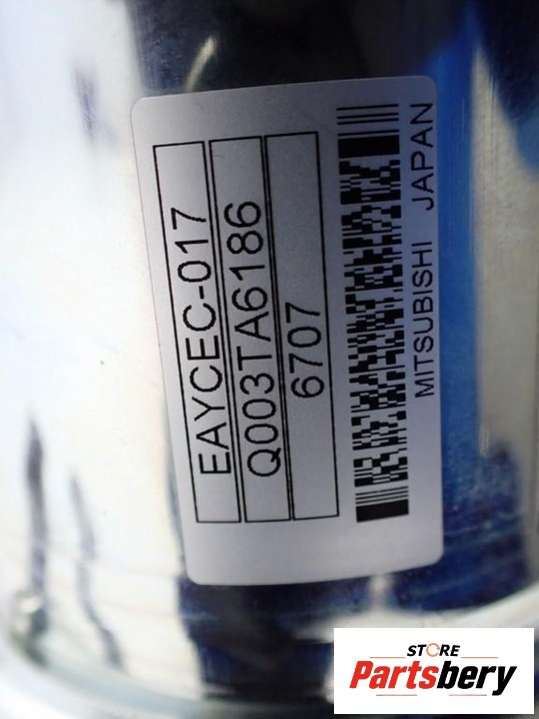 EAYCEC-017
Q003TA6186
6707
MITSUBISHI JAPAN
STORE
Partsbery